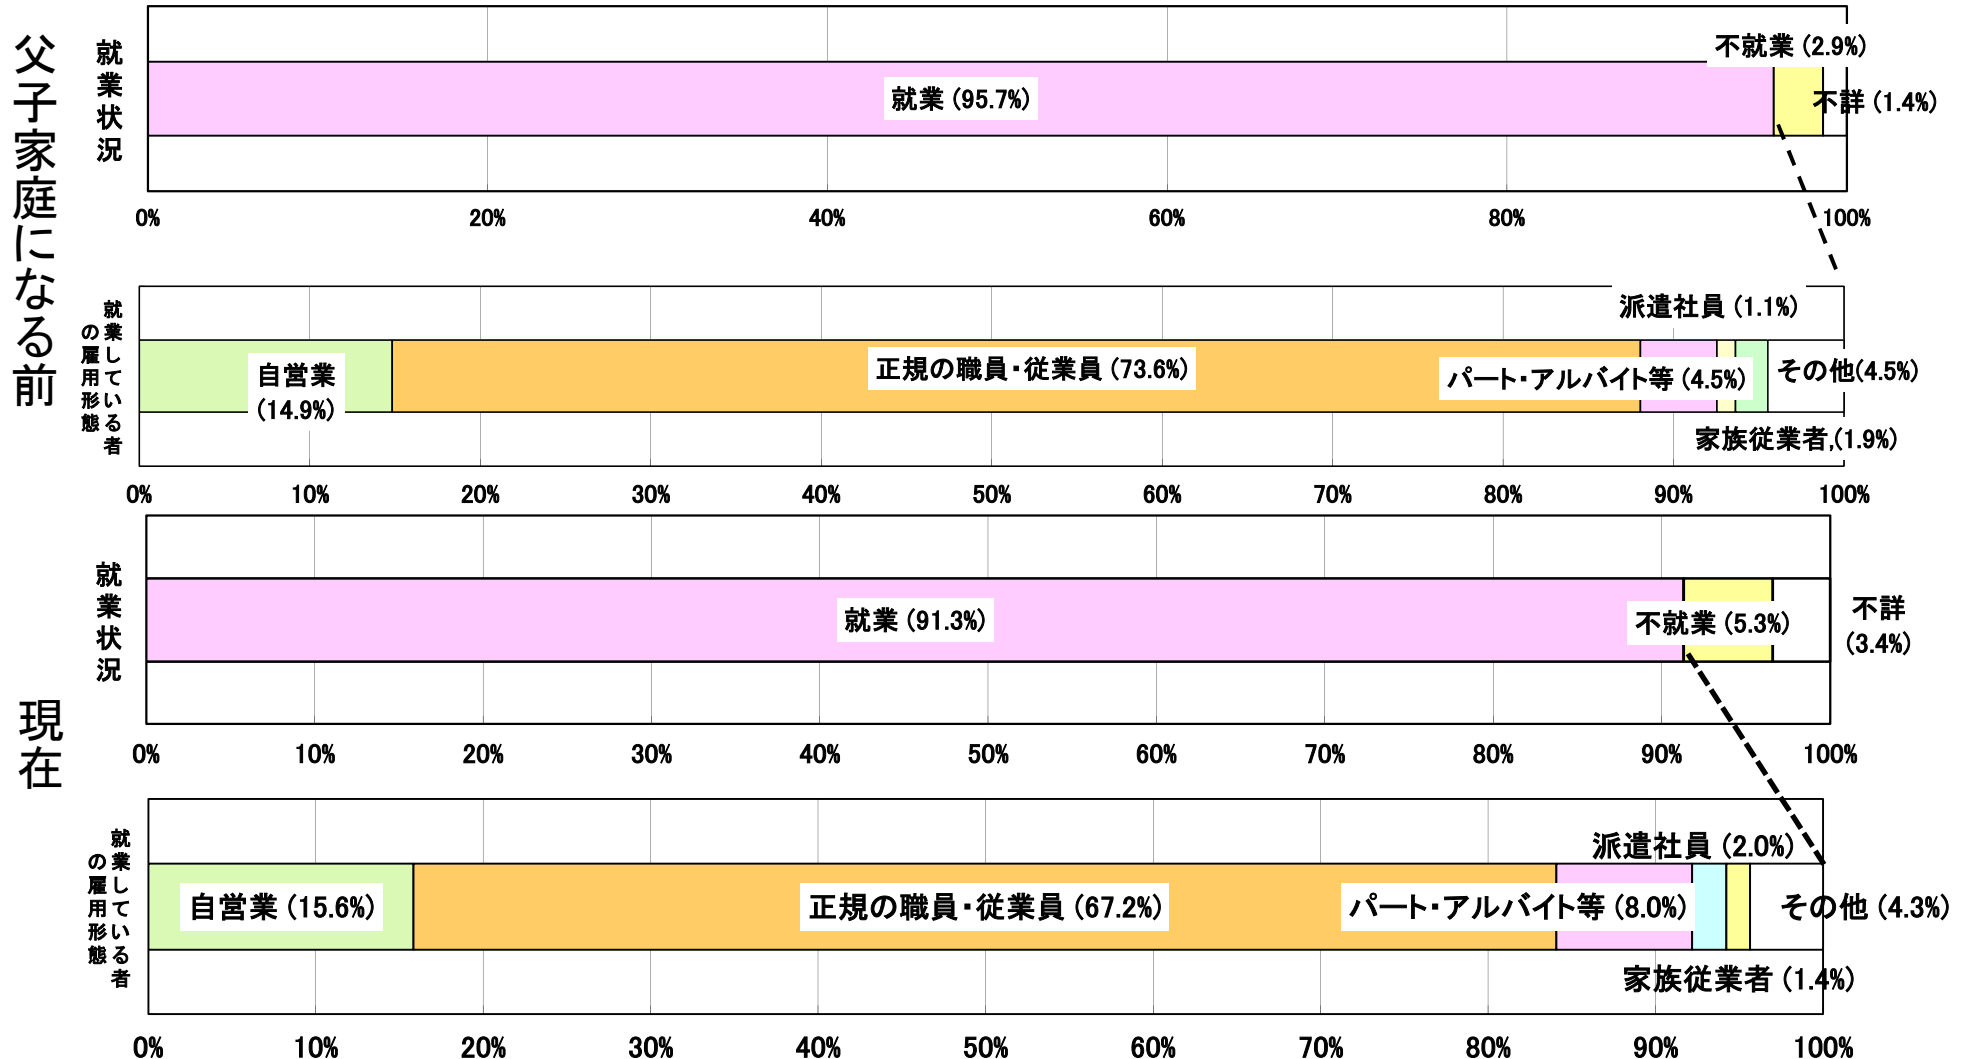 父子家庭になる前
就業状況
不就業 (2.9%)
就業 (95.7%)
不詳 (1.4%)
0% 20% 40% 60% 80% 100%
就業している者
の雇用形態
派遣社員 (1.1%)
自営業
(14.9%)
正規の職員・従業員 (73.6%)
パート・アルバイト等 (4.5%)
その他(4.5%)
家族従業者,(1.9%)
0% 10% 20% 30% 40% 50% 60% 70% 80% 90% 100%
現在
就業状況
就業 (91.3%)
不就業 (5.3%)
不詳
(3.4%)
0% 10% 20% 30% 40% 50% 60% 70% 80% 90% 100%
就業している者
の雇用形態
派遣社員 (2.0%)
自営業 (15.6%)
正規の職員・従業員 (67.2%)
パート・アルバイト等 (8.0%)
その他 (4.3%)
家族従業者 (1.4%)
0% 10% 20% 30% 40% 50% 60% 70% 80% 90% 100%